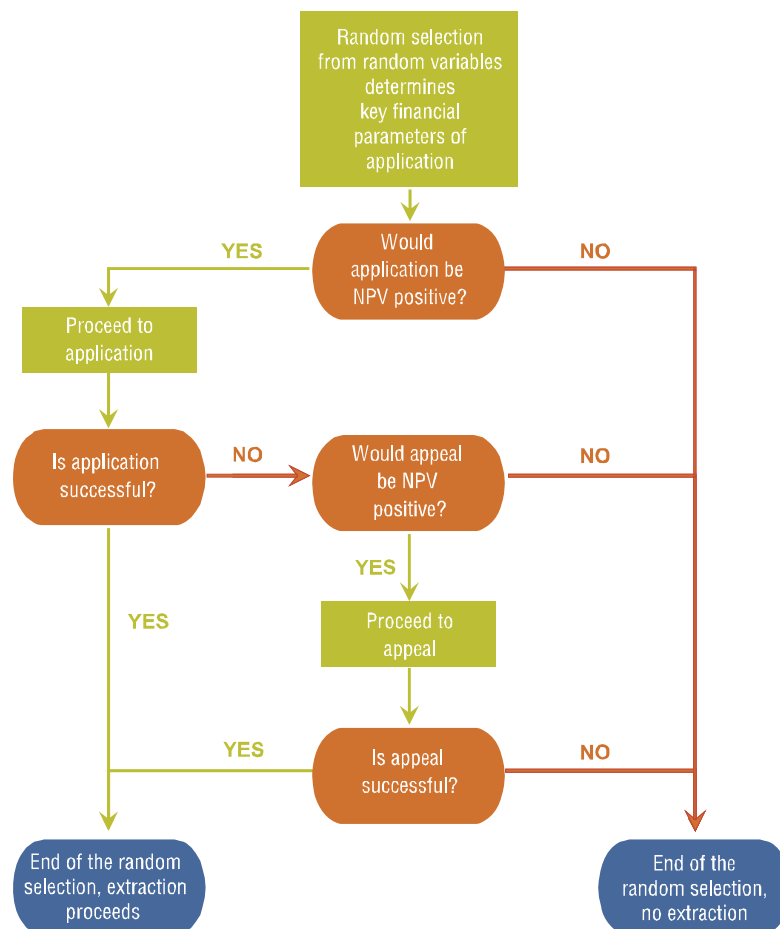 Random selection
from random variables
determines
key financial
parameters of
application
YES
Would
application be
NPV positive?
NO
Proceed to
application
Is application
successful?
NO
Would appeal
be NPV
positive?
NO
YES
YES
Proceed to
appeal
YES
Is appeal
successful?
NO
End of the random
selection, extraction
proceeds
End of the
random selection,
no extraction